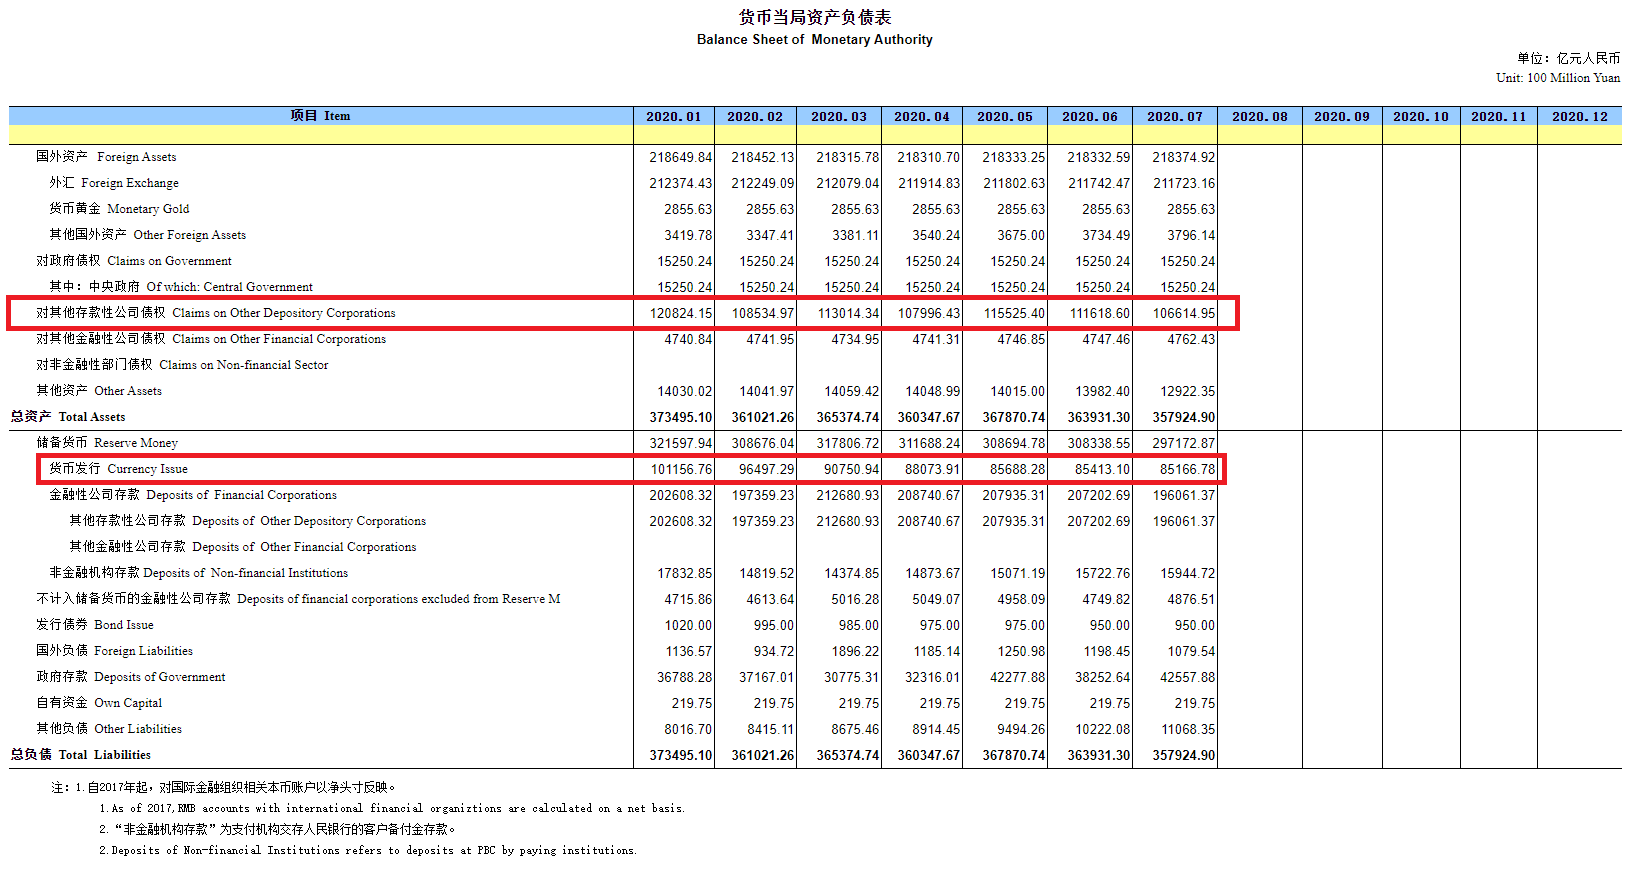 货币当局资产负债表
Balance Sheet of Monetary Authority
单位：亿元人民币
Unit: 100 Million Yuan
项目 Item 2020.01 2020.02 2020.03 2020.04 2020.05 2020.06 2020.07 2020.08 2020.09 2020.10 2020.11 2020.12
国外资产 Foreign Assets 218649.84 218452.13 218315.78 218310.70 218333.25 218332.59 218374.92
外汇 Foreign Exchange 212374.43 212249.09 212079.04 211914.83 211802.63 211742.47 211723.16
货币黄金 Monetary Gold 2855.63 2855.63 2855.63 2855.63 2855.63 2855.63 2855.63
其他国外资产 Other Foreign Assets 3419.78 3347.41 3381.11 3540.24 3675.00 3734.49 3796.14
对政府债权 Claims on Government 15250.24 15250.24 15250.24 15250.24 15250.24 15250.24 15250.24
其中：中央政府 Of which: Central Government 15250.24 15250.24 15250.24 15250.24 15250.24 15250.24 15250.24
对其他存款性公司债权 Claims on Other Depository Corporations 120824.15 108534.97 113014.34 107996.43 115525.40 111618.60 106614.95
对其他金融性公司债权 Claims on Other Financial Corporations 4740.84 4741.95 4734.95 4741.31 4746.85 4747.46 4762.43
对非金融性部门债权 Claims on Non-financial Sector
其他资产 Other Assets 14030.02 14041.97 14059.42 14048.99 14015.00 13982.40 12922.35
总资产 Total Assets 373495.10 361021.26 365374.74 360347.67 367870.74 363931.30 357924.90
储备货币 Reserve Money 321597.94 308676.04 317806.72 311688.24 308694.78 308338.55 297172.87
货币发行 Currency Issue 101156.76 96497.29 90750.94 88073.91 85688.28 85413.10 85166.78
金融性公司存款 Deposits of Financial Corporations 202608.32 197359.23 212680.93 208740.67 207935.31 207202.69 196061.37
其他存款性公司存款 Deposits of Other Depository Corporations 202608.32 197359.23 212680.93 208740.67 207935.31 207202.69 196061.37
其他金融性公司存款 Deposits of Other Financial Corporations
非金融机构存款 Deposits of Non-financial Institutions 17832.85 14819.52 14374.85 14873.67 15071.19 15722.76 15944.72
不计入储备货币的金融性公司存款 Deposits of financial corporations excluded from Reserve M 4715.86 4613.64 5016.28 5049.07 4958.09 4749.82 4876.51
发行债券 Bond Issue 1020.00 995.00 985.00 975.00 975.00 950.00 950.00
国外负债 Foreign Liabilities 1136.57 934.72 1896.22 1185.14 1250.98 1198.45 1079.54
政府存款 Deposits of Government 36788.28 37167.01 30775.31 32316.01 42277.88 38252.64 42557.88
自有资金 Own Capital 219.75 219.75 219.75 219.75 219.75 219.75 219.75
其他负债 Other Liabilities 8016.70 8415.11 8675.46 8914.45 9494.26 10222.08 11068.35
总负债 Total Liabilities 373495.10 361021.26 365374.74 360347.67 367870.74 363931.30 357924.90
注：1.自2017年起，对国际金融组织相关本币账户以净头寸反映。
1.As of 2017,RMB accounts with international financial organiztions are calculated on a net basis.
2.“非金融机构存款”为支付机构交存人民银行的客户备付金存款。
2.Deposits of Non-financial Institutions refers to deposits at PBC by paying institutions.